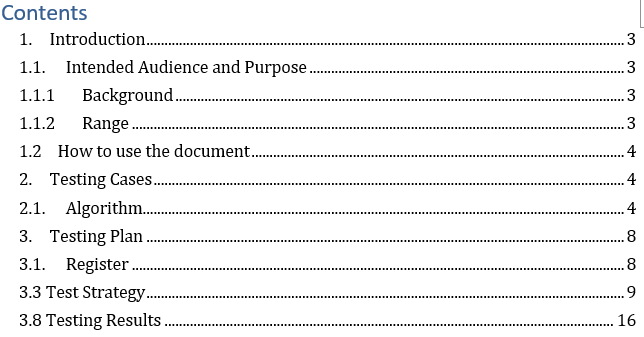 Contents
1. Introduction 3
1.1. Intended Audience and Purpose 3
1.1.1 Background 3
1.1.2 Range 3
1.2 How to use the document 4
2. Testing Cases 4
2.1. Algorithm 4
3. Testing Plan 8
3.1. Register 8
3.3 Test Strategy 9
3.8 Testing Results 16